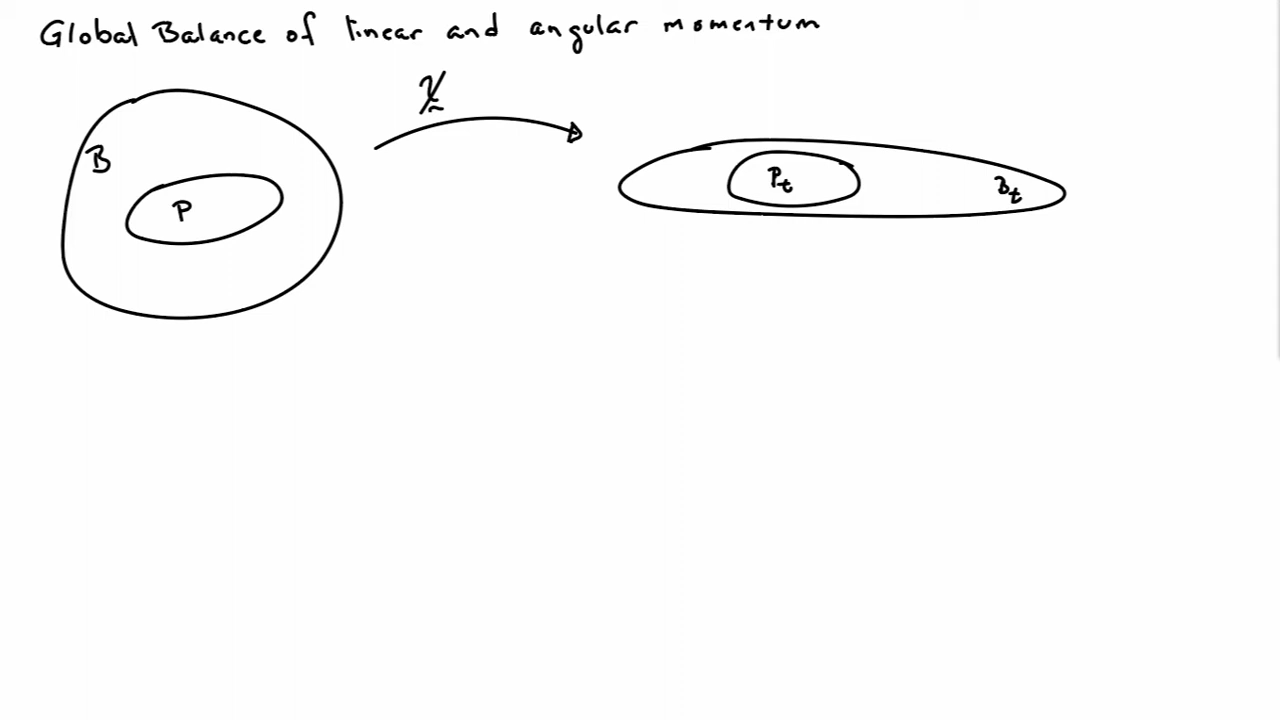 Global Balance of linear and angular momentum
χ
B
P
P_t
B_t